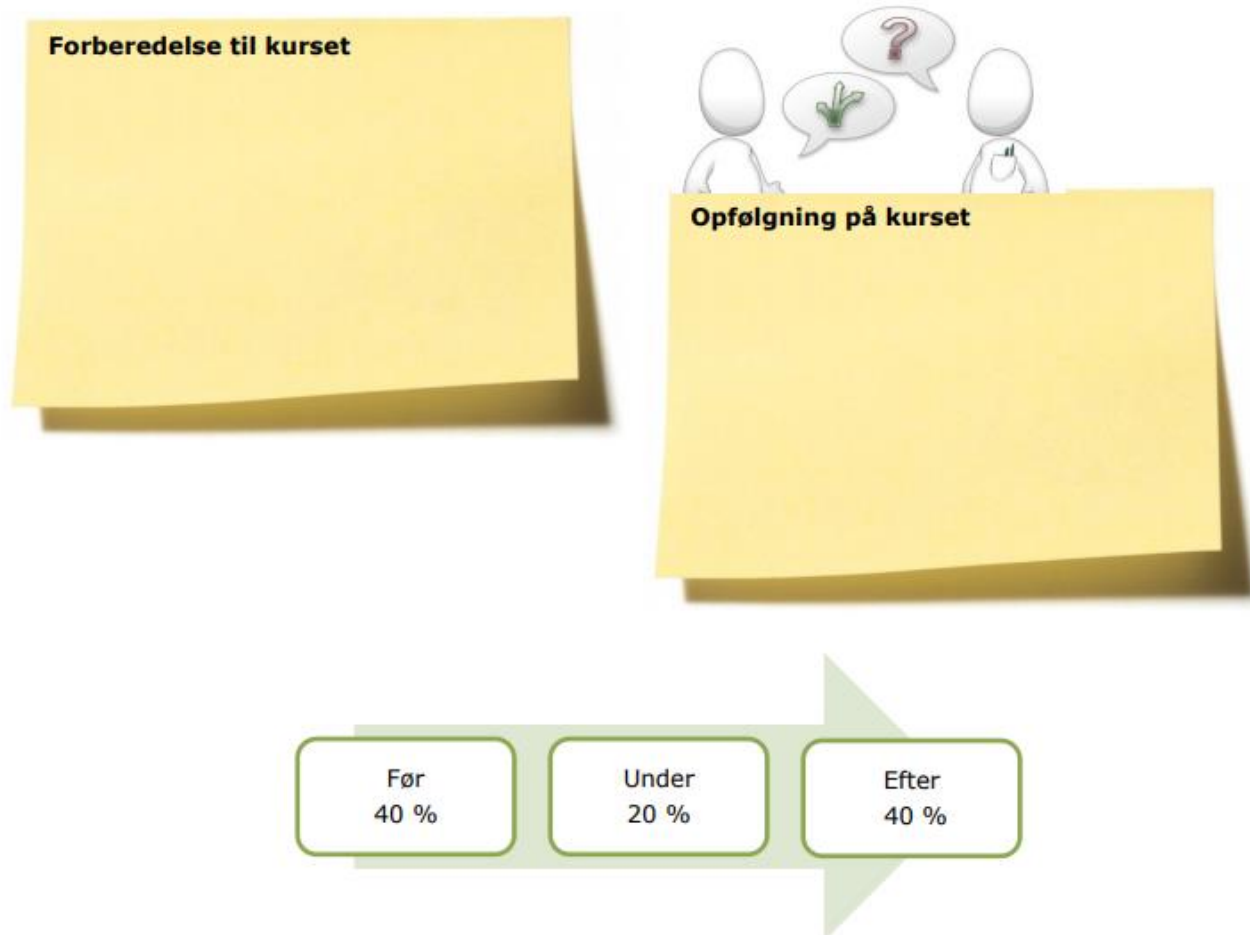 Forberedelse til kurset
?
Opfølgning på kurset
Før
40 %
Under
20 %
Efter
40 %